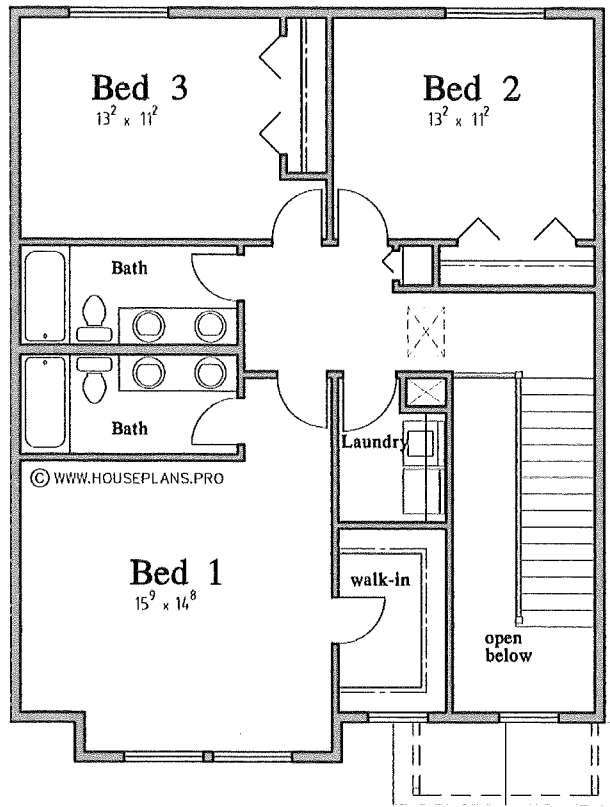 Bed 3
13² x 11²
Bed 2
13² x 11²
Bath
Bath
Laundry
© WWW.HOUSEPLANS.PRO
Bed 1
15⁹ x 14⁸
walk-in
open
below